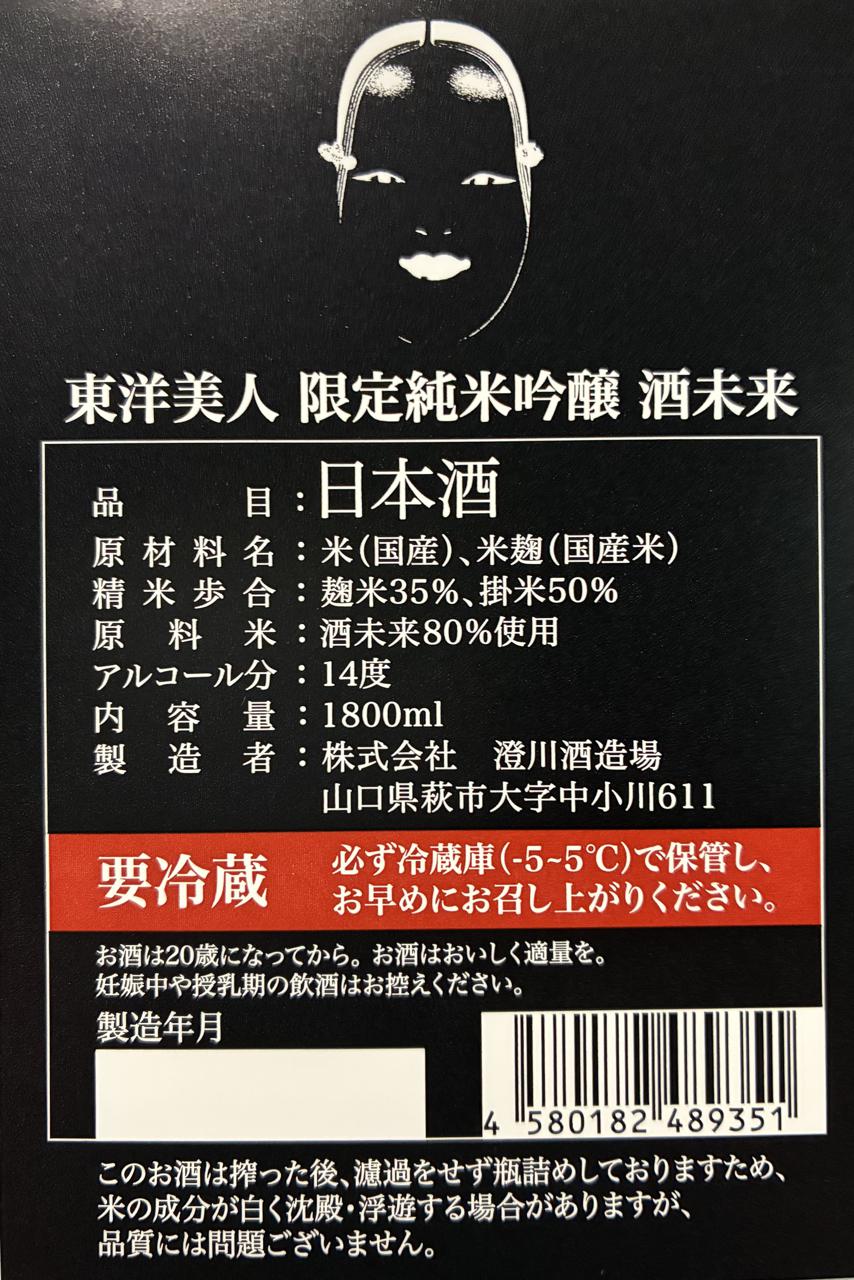 東洋美人 限定純米吟醸 酒未来
品目：日本酒
原材料名：米(国産)、米麹(国産米)
精米歩合：麹米35%、掛米50%
原料米：酒未来80%使用
アルコール分：14度
内容量：1800ml
製造者：株式会社 澄川酒造場
山口県萩市大字中小川611
要冷蔵
必ず冷蔵庫(-5~5℃)で保管し、
お早めにお召し上がりください。
お酒は20歳になってから。お酒はおいしく適量を。
妊娠中や授乳期の飲酒はお控えください。
製造年月
4 580182 489351
このお酒は搾った後、濾過をせず瓶詰めしておりますため、
米の成分が白く沈殿・浮遊する場合がありますが、
品質には問題ございません。